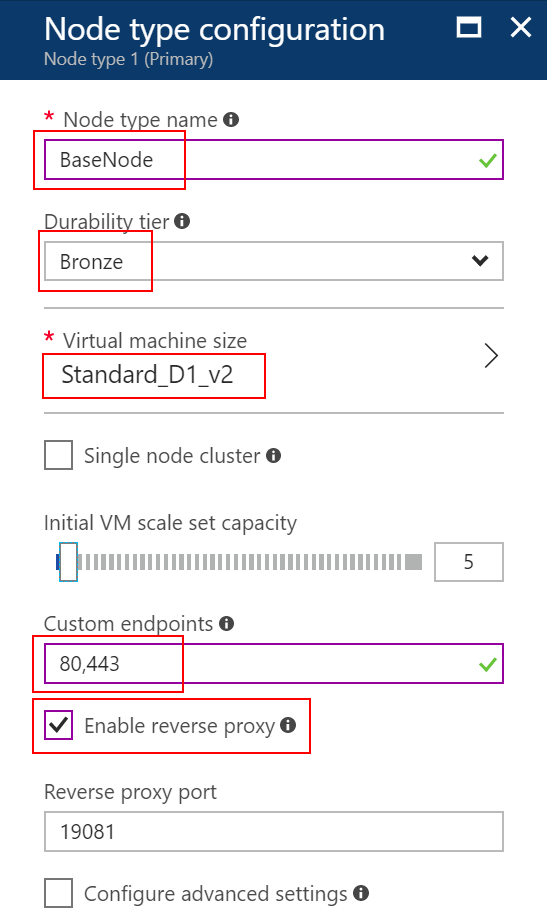 Node type configuration
Node type 1 (Primary)
* Node type name
BaseNode
Durability tier
Bronze
* Virtual machine size
Standard_D1_v2
Single node cluster
Initial VM scale set capacity
5
Custom endpoints
80,443
Enable reverse proxy
Reverse proxy port
19081
Configure advanced settings